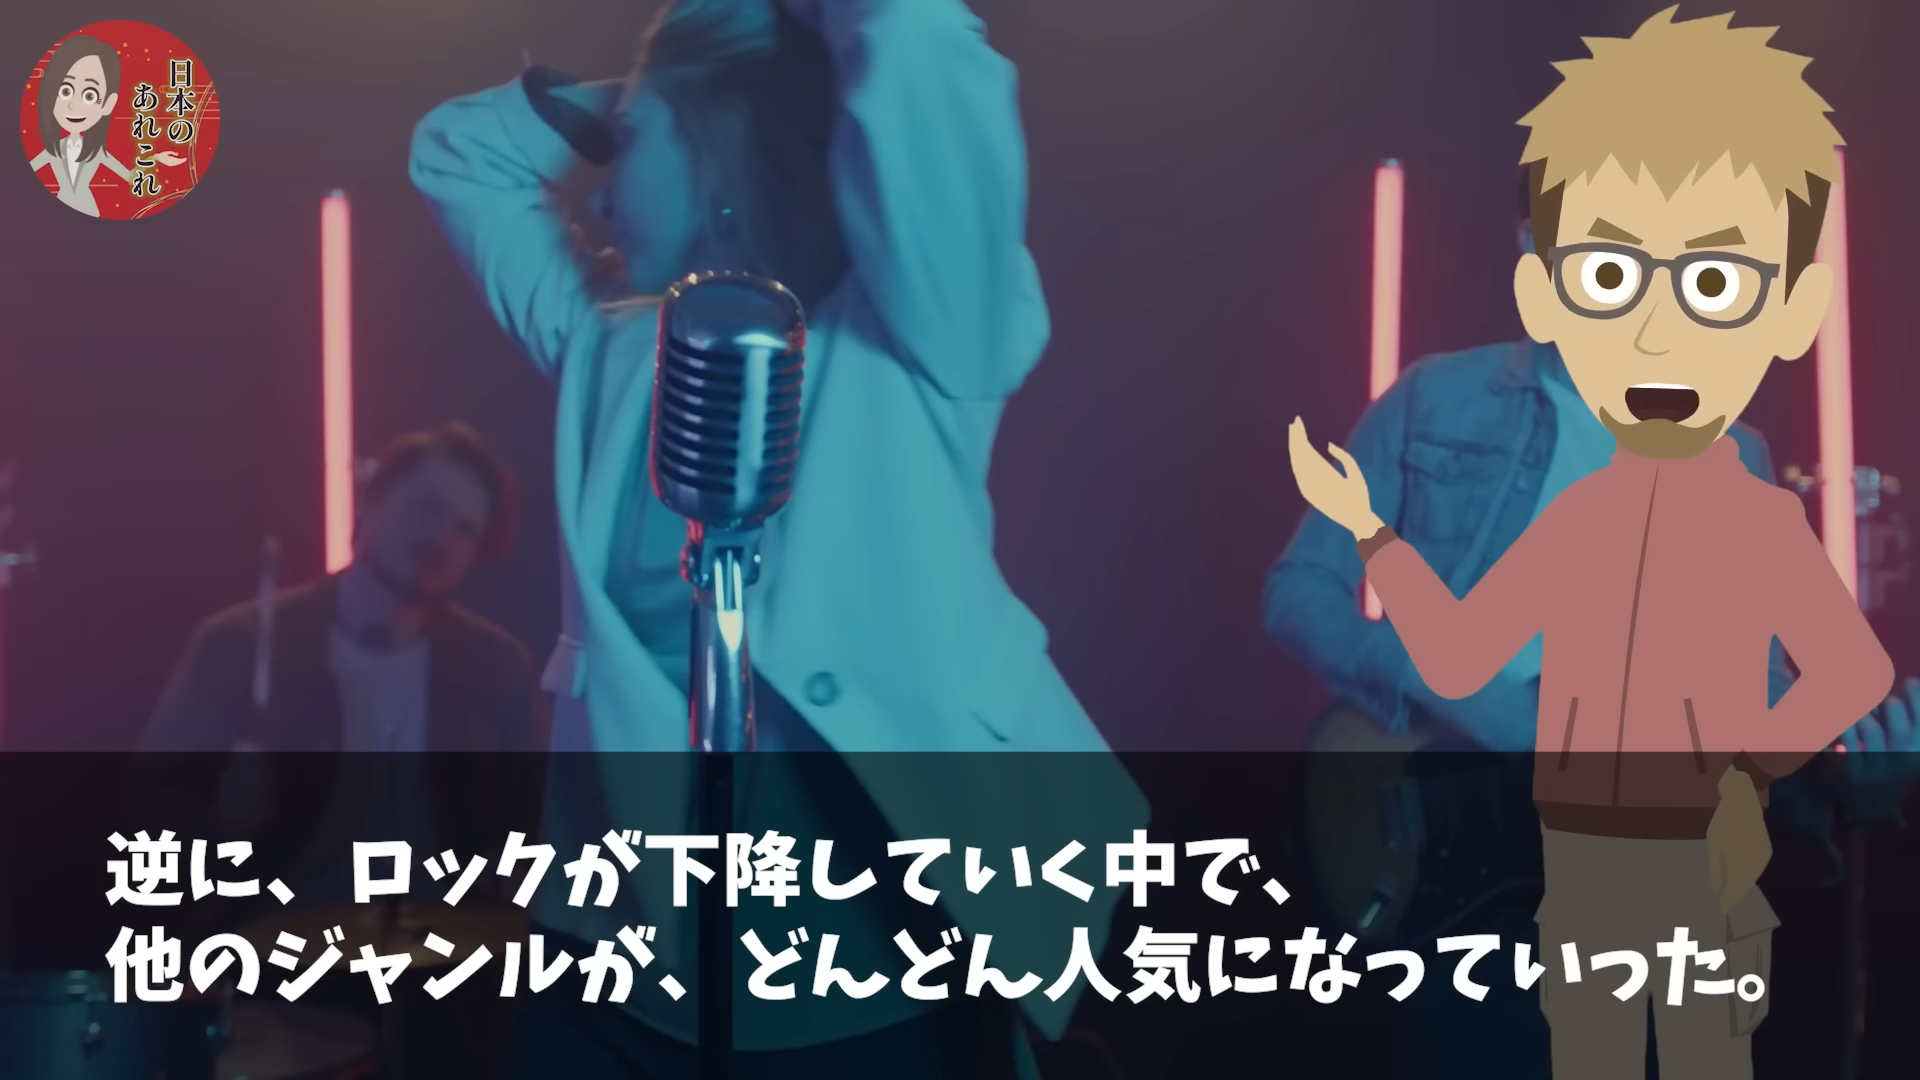 日本の
あれこれ
逆に、ロックが下降していく中で、
他のジャンルが、どんどん人気になっていった。